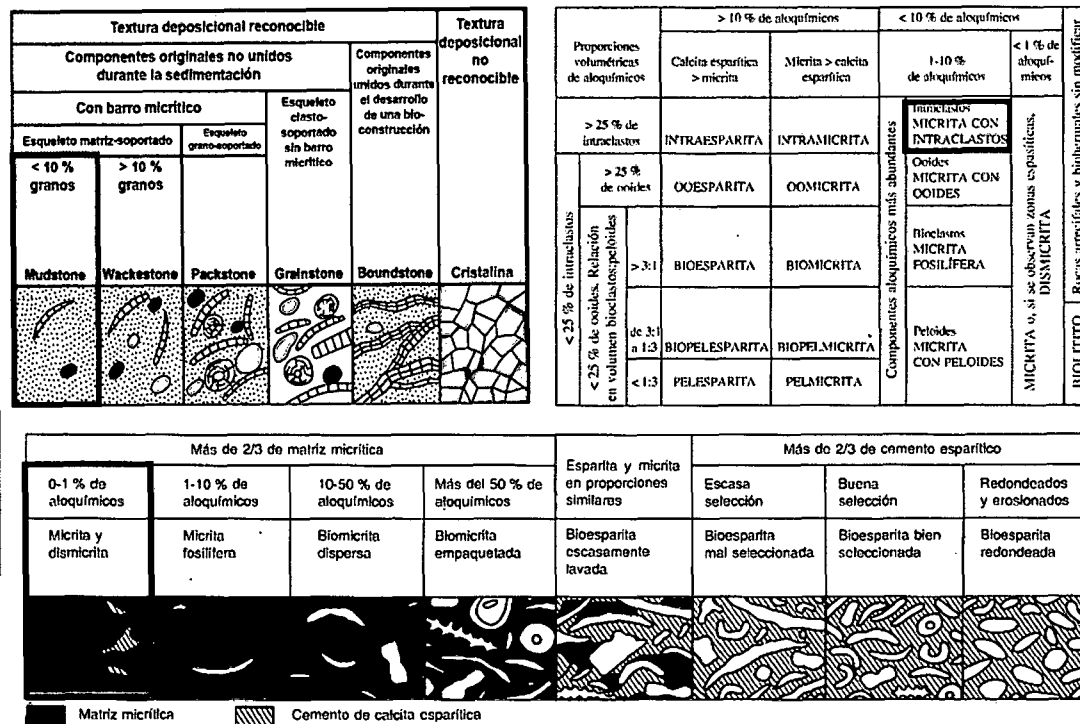 Textura deposicional reconocible
Textura
deposicional
no
reconocible
Componentes originales no unidos
durante la sedimentación
Componentes
originales
unidos durante
el desarrollo
de una bio-
construcción
Con barro micrítico
Esqueleto
clasto-
soportado
sin barro
micrítico
Esqueleto matriz-soportado
Esqueleto
grano-soportado
< 10 %
granos
> 10 %
granos
Mudstone
Wackestone
Packstone
Grainstone
Boundstone
Cristalina
> 10 % de aloquímicos
< 10 % de aloquímicos
Proporciones
volumétricas
de aloquímicos
Calcita esparítica
> micrita
Micrita > calcita
esparítica
1-10%
de aloquímicos
< 1 % de
aloquí-
micos
> 25 % de
intraclastos
INTRAESPARITA
INTRAMICRITA
Intraclastos
MICRITA CON
INTRACLASTOS
> 25 %
de ooides
OOESPARITA
OOMICRITA
Ooides
MICRITA CON
OOIDES
< 25 % de intraclastos
< 25 % de ooides. Relación
en volumen bioclastos:peloides
> 3:1
BIOESPARITA
BIOMICRITA
Bioclastos
MICRITA
FOSILÍFERA
de 3:1
a 1:3
BIOPELESPARITA
BIOPELMICRITA
Peloides
MICRITA
CON PELOIDES
< 1:3
PELESPARITA
PELMICRITA
Componentes aloquímicos más abundantes
MICRITA o, si se observan zonas espasíticas,
DISMICRITA
Rocas arrecifales y biohermales sin modificar
BIOLITITO
Más de 2/3 de matriz micrítica
Esparita y micrita
en proporciones
similares
Más de 2/3 de cemento esparítico
0-1 % de
aloquímicos
1-10 % de
aloquímicos
10-50 % de
aloquímicos
Más del 50 % de
aloquímicos
Escasa
selección
Buena
selección
Redondeados
y erosionados
Micrita y
dismicrita
Micrita
fosilífera
Biomicrita
dispersa
Biomicrita
empaquetada
Bioesparita
escasamente
lavada
Bioesparita
mal seleccionada
Bioesparita bien
seleccionada
Bioesparita
redondeada
Matriz micrítica
Cemento de calcita esparítica